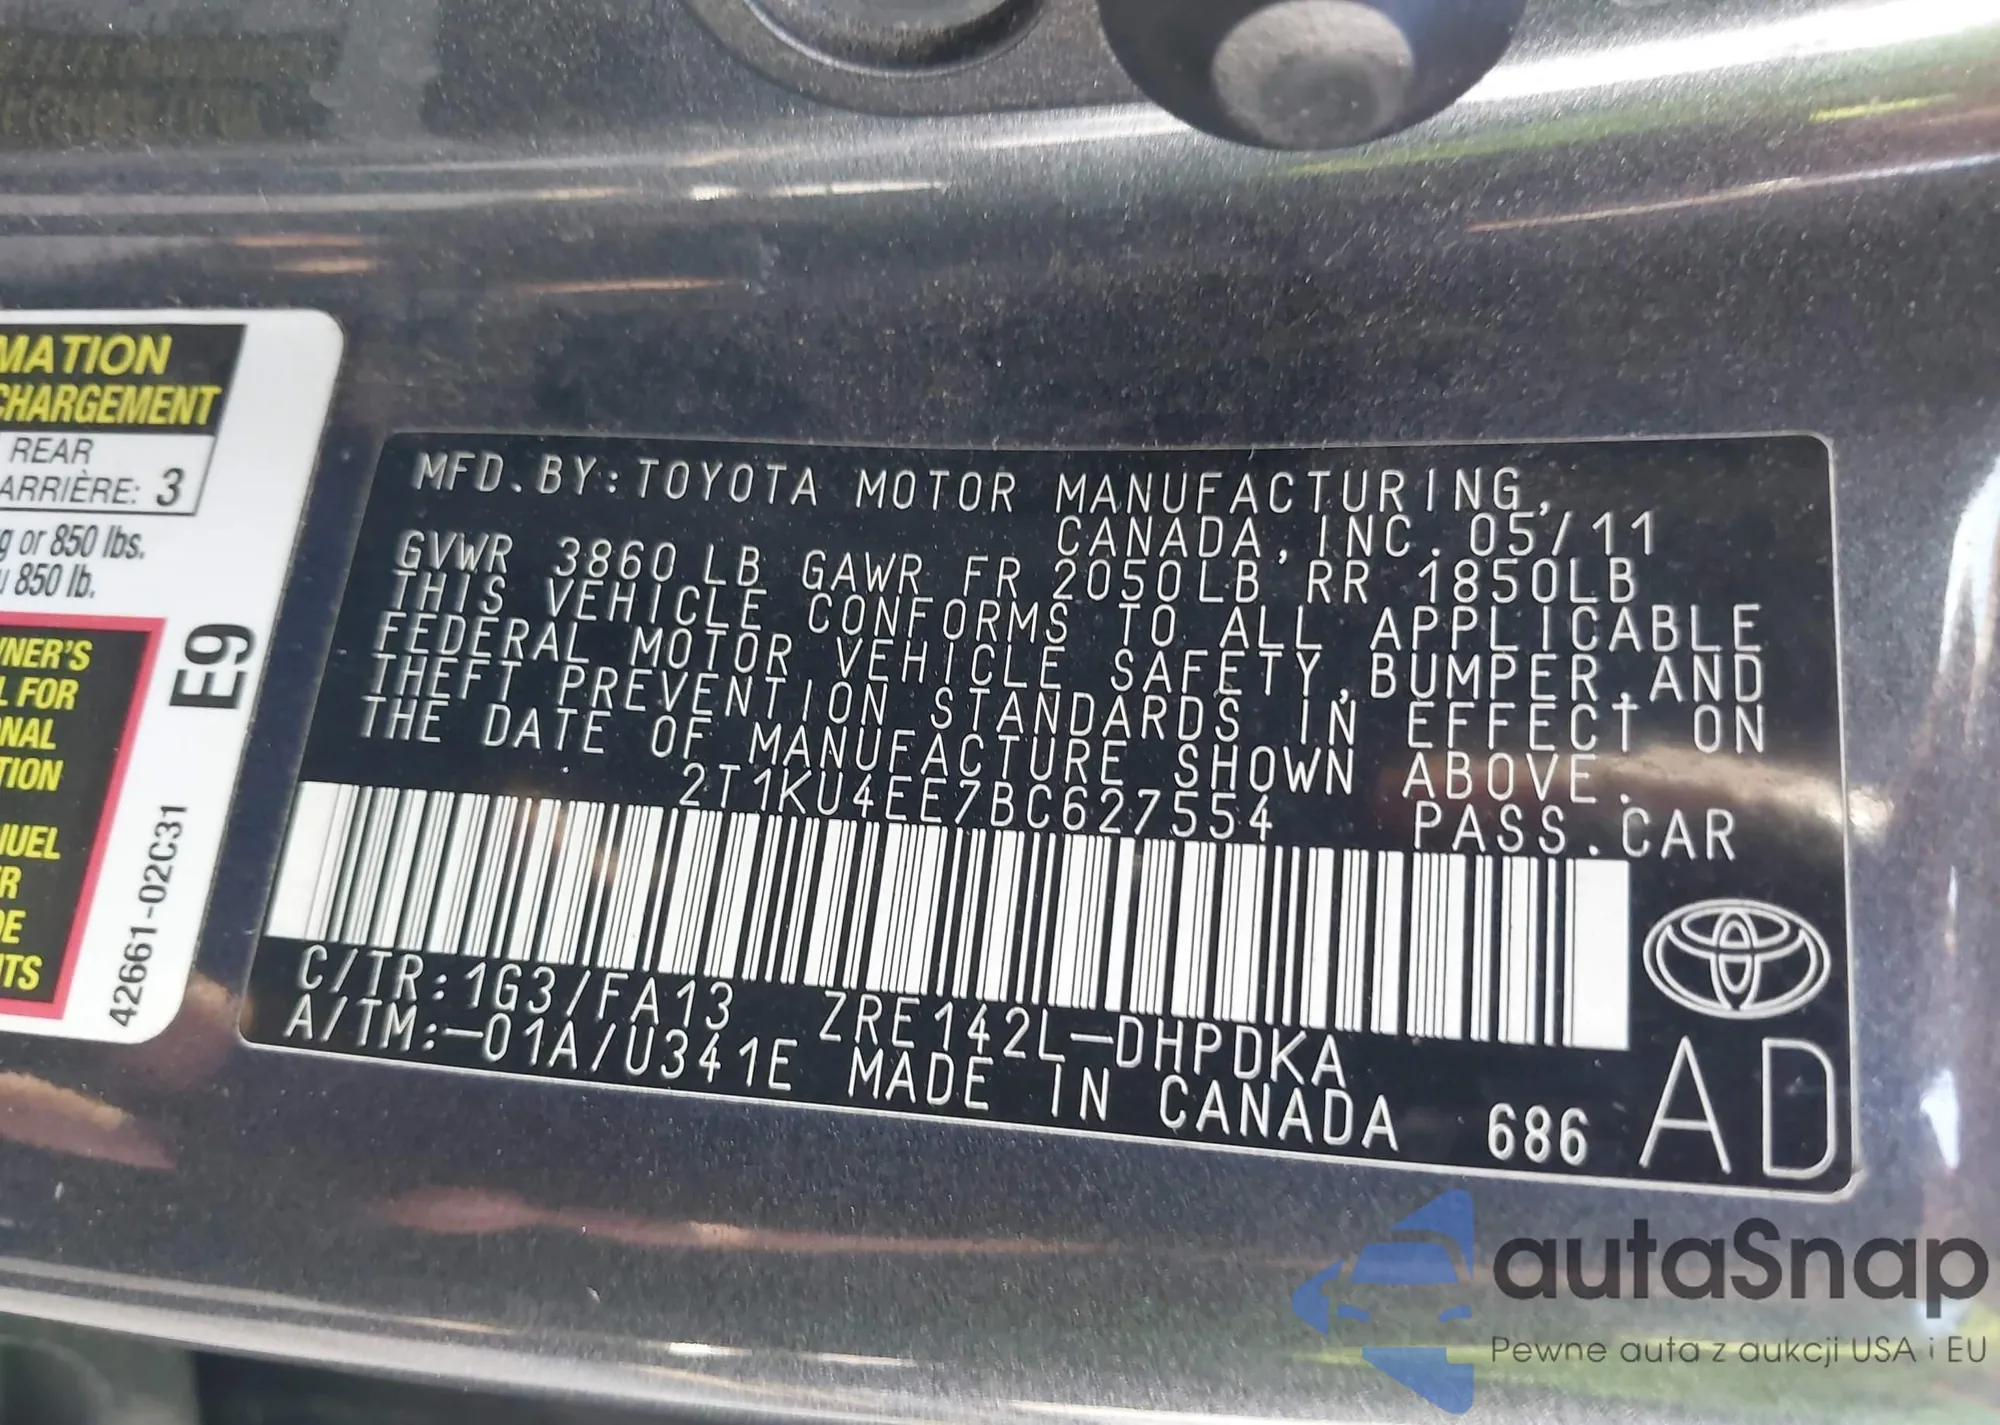 MATION
CHARGEMENT
REAR
ARRIÈRE: 3
g or 850 lbs.
850 lb.
E9
NER'S
L FOR
NAL
TION
UEL
R
DE
TS
42661-02C31
MFD.BY:TOYOTA MOTOR MANUFACTURING,
CANADA, INC. 05/11
GVWR 3860 LB GAWR FR 2050LB RR 1850LB
THIS VEHICLE CONFORMS TO ALL APPLICABLE
FEDERAL MOTOR VEHICLE SAFETY,BUMPER,AND
THEFT PREVENTION STANDARDS IN EFFECT ON
THE DATE OF MANUFACTURE SHOWN ABOVE.
2T1KU4EE7BC627554 PASS.CAR
C/TR:1G3/FA13 ZRE142L-DHPDKA
A/TM:-01A/U341E MADE IN CANADA 686 AD
autaSnap
Pewne auta z aukcji USA i EU